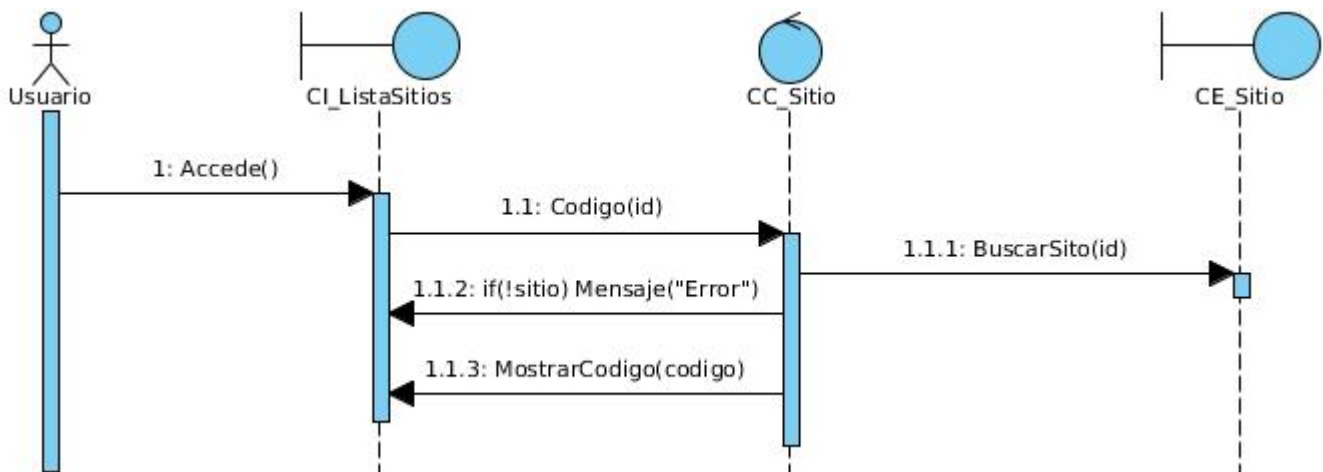 Usuario
CI_ListaSitios
CC_Sitio
CE_Sitio
1: Accede()
1.1: Codigo(id)
1.1.1: BuscarSito(id)
1.1.2: if(!sitio) Mensaje("Error")
1.1.3: MostrarCodigo(codigo)